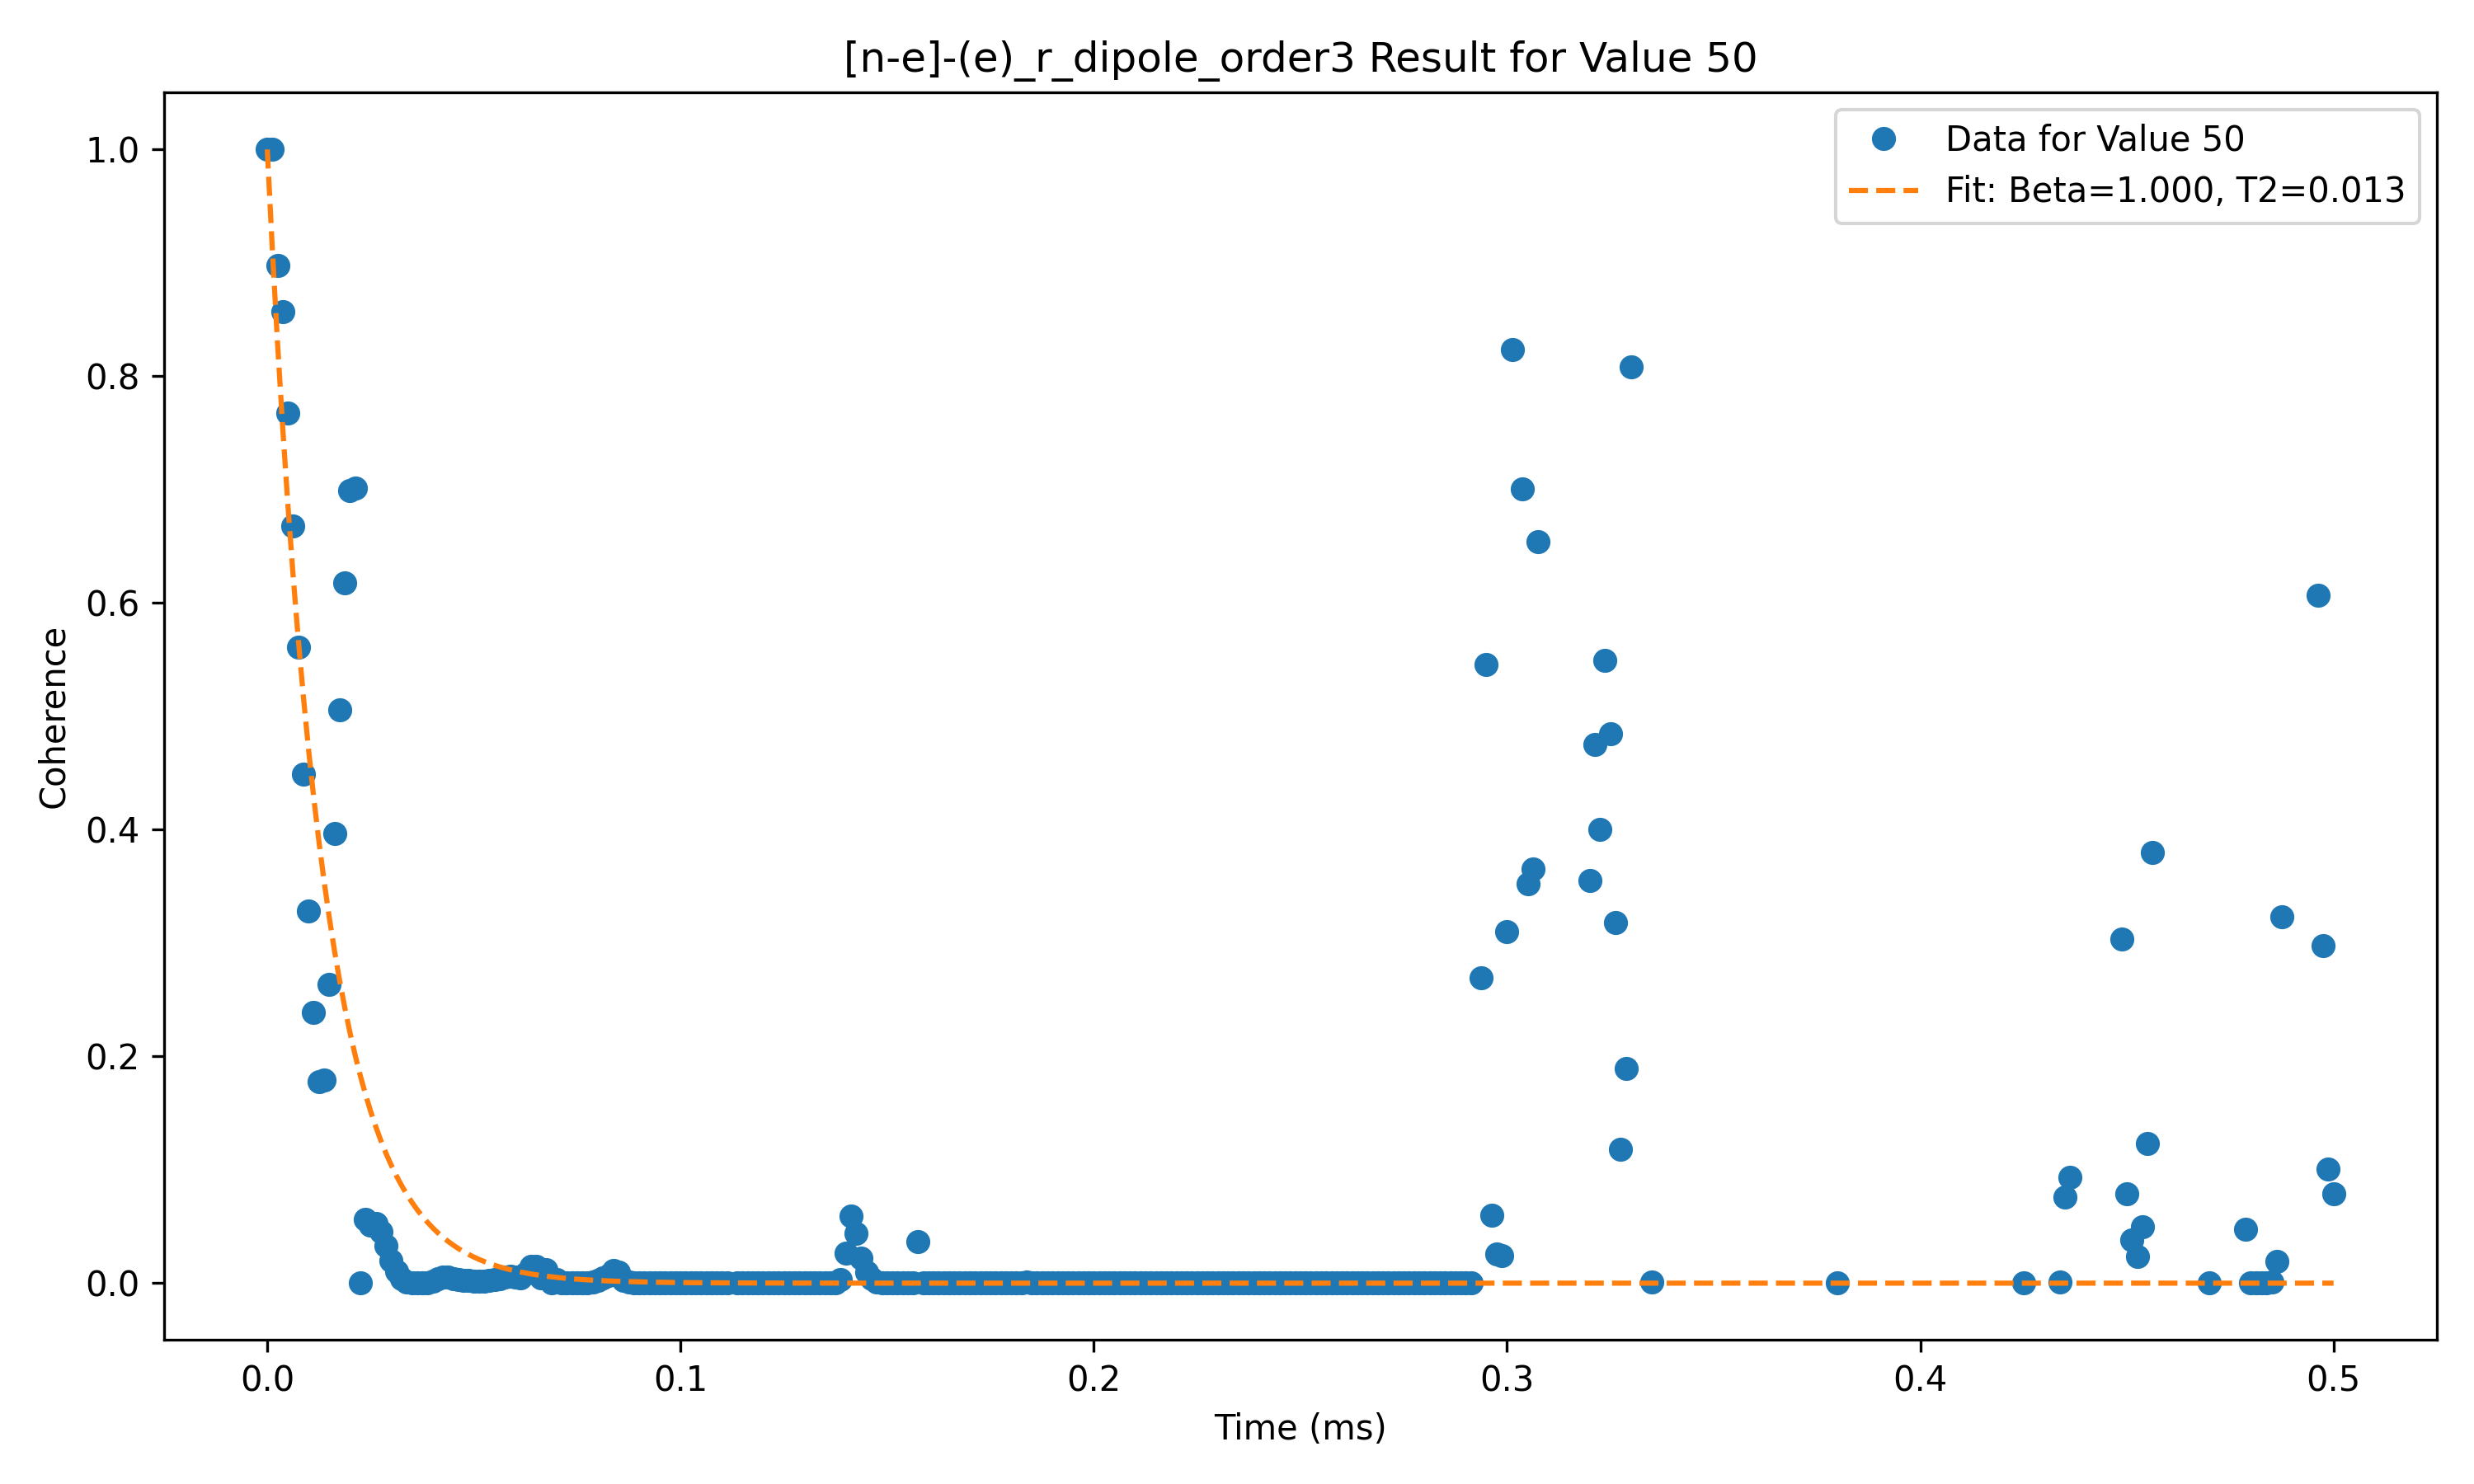 [n-e]-(e)_r_dipole_order3 Result for Value 50
Data for Value 50
Fit: Beta=1.000, T2=0.013
Coherence
1.0
0.8
0.6
0.4
0.2
0.0
0.0 0.1 0.2 0.3 0.4 0.5
Time (ms)